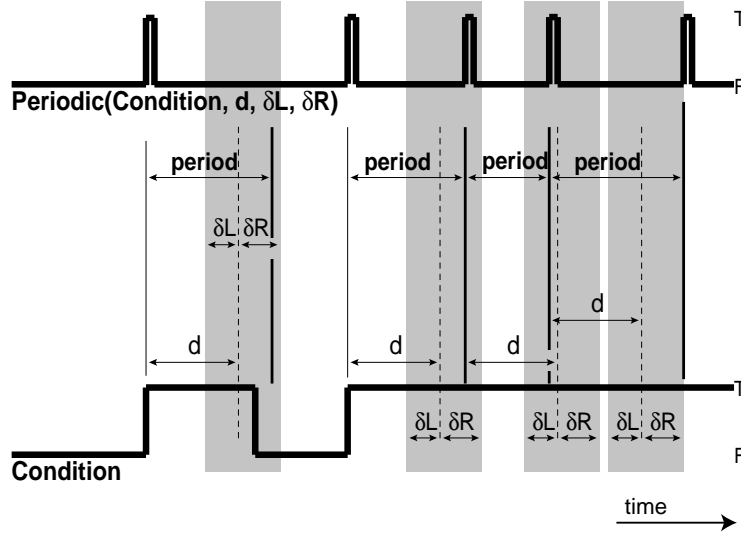 T
F
Periodic(Condition, d, δL, δR)
period period period period
δL δR
d
d d d
T
δL δR δL δR δL δR
F
Condition
time